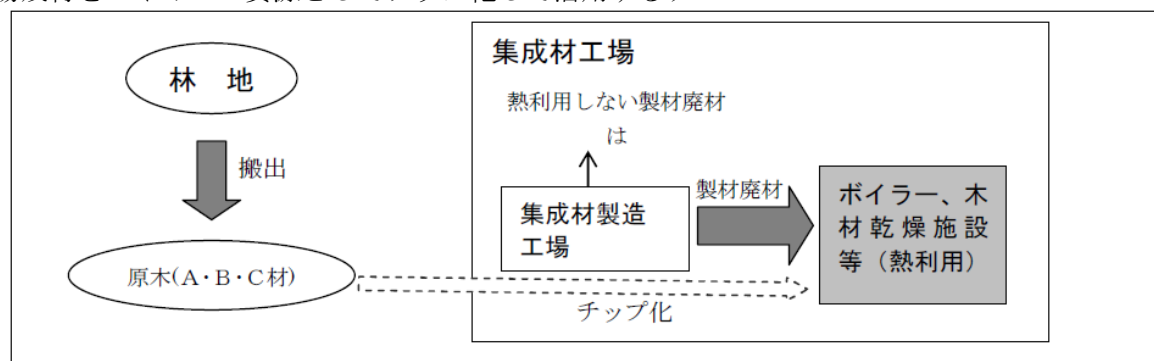 集成材工場
林　地
熱利用しない製材廃材
は
搬出
製材廃材
集成材製造
工場
ボイラー、木
材乾燥施設
等（熱利用）
原木(A・B・C材)
チップ化